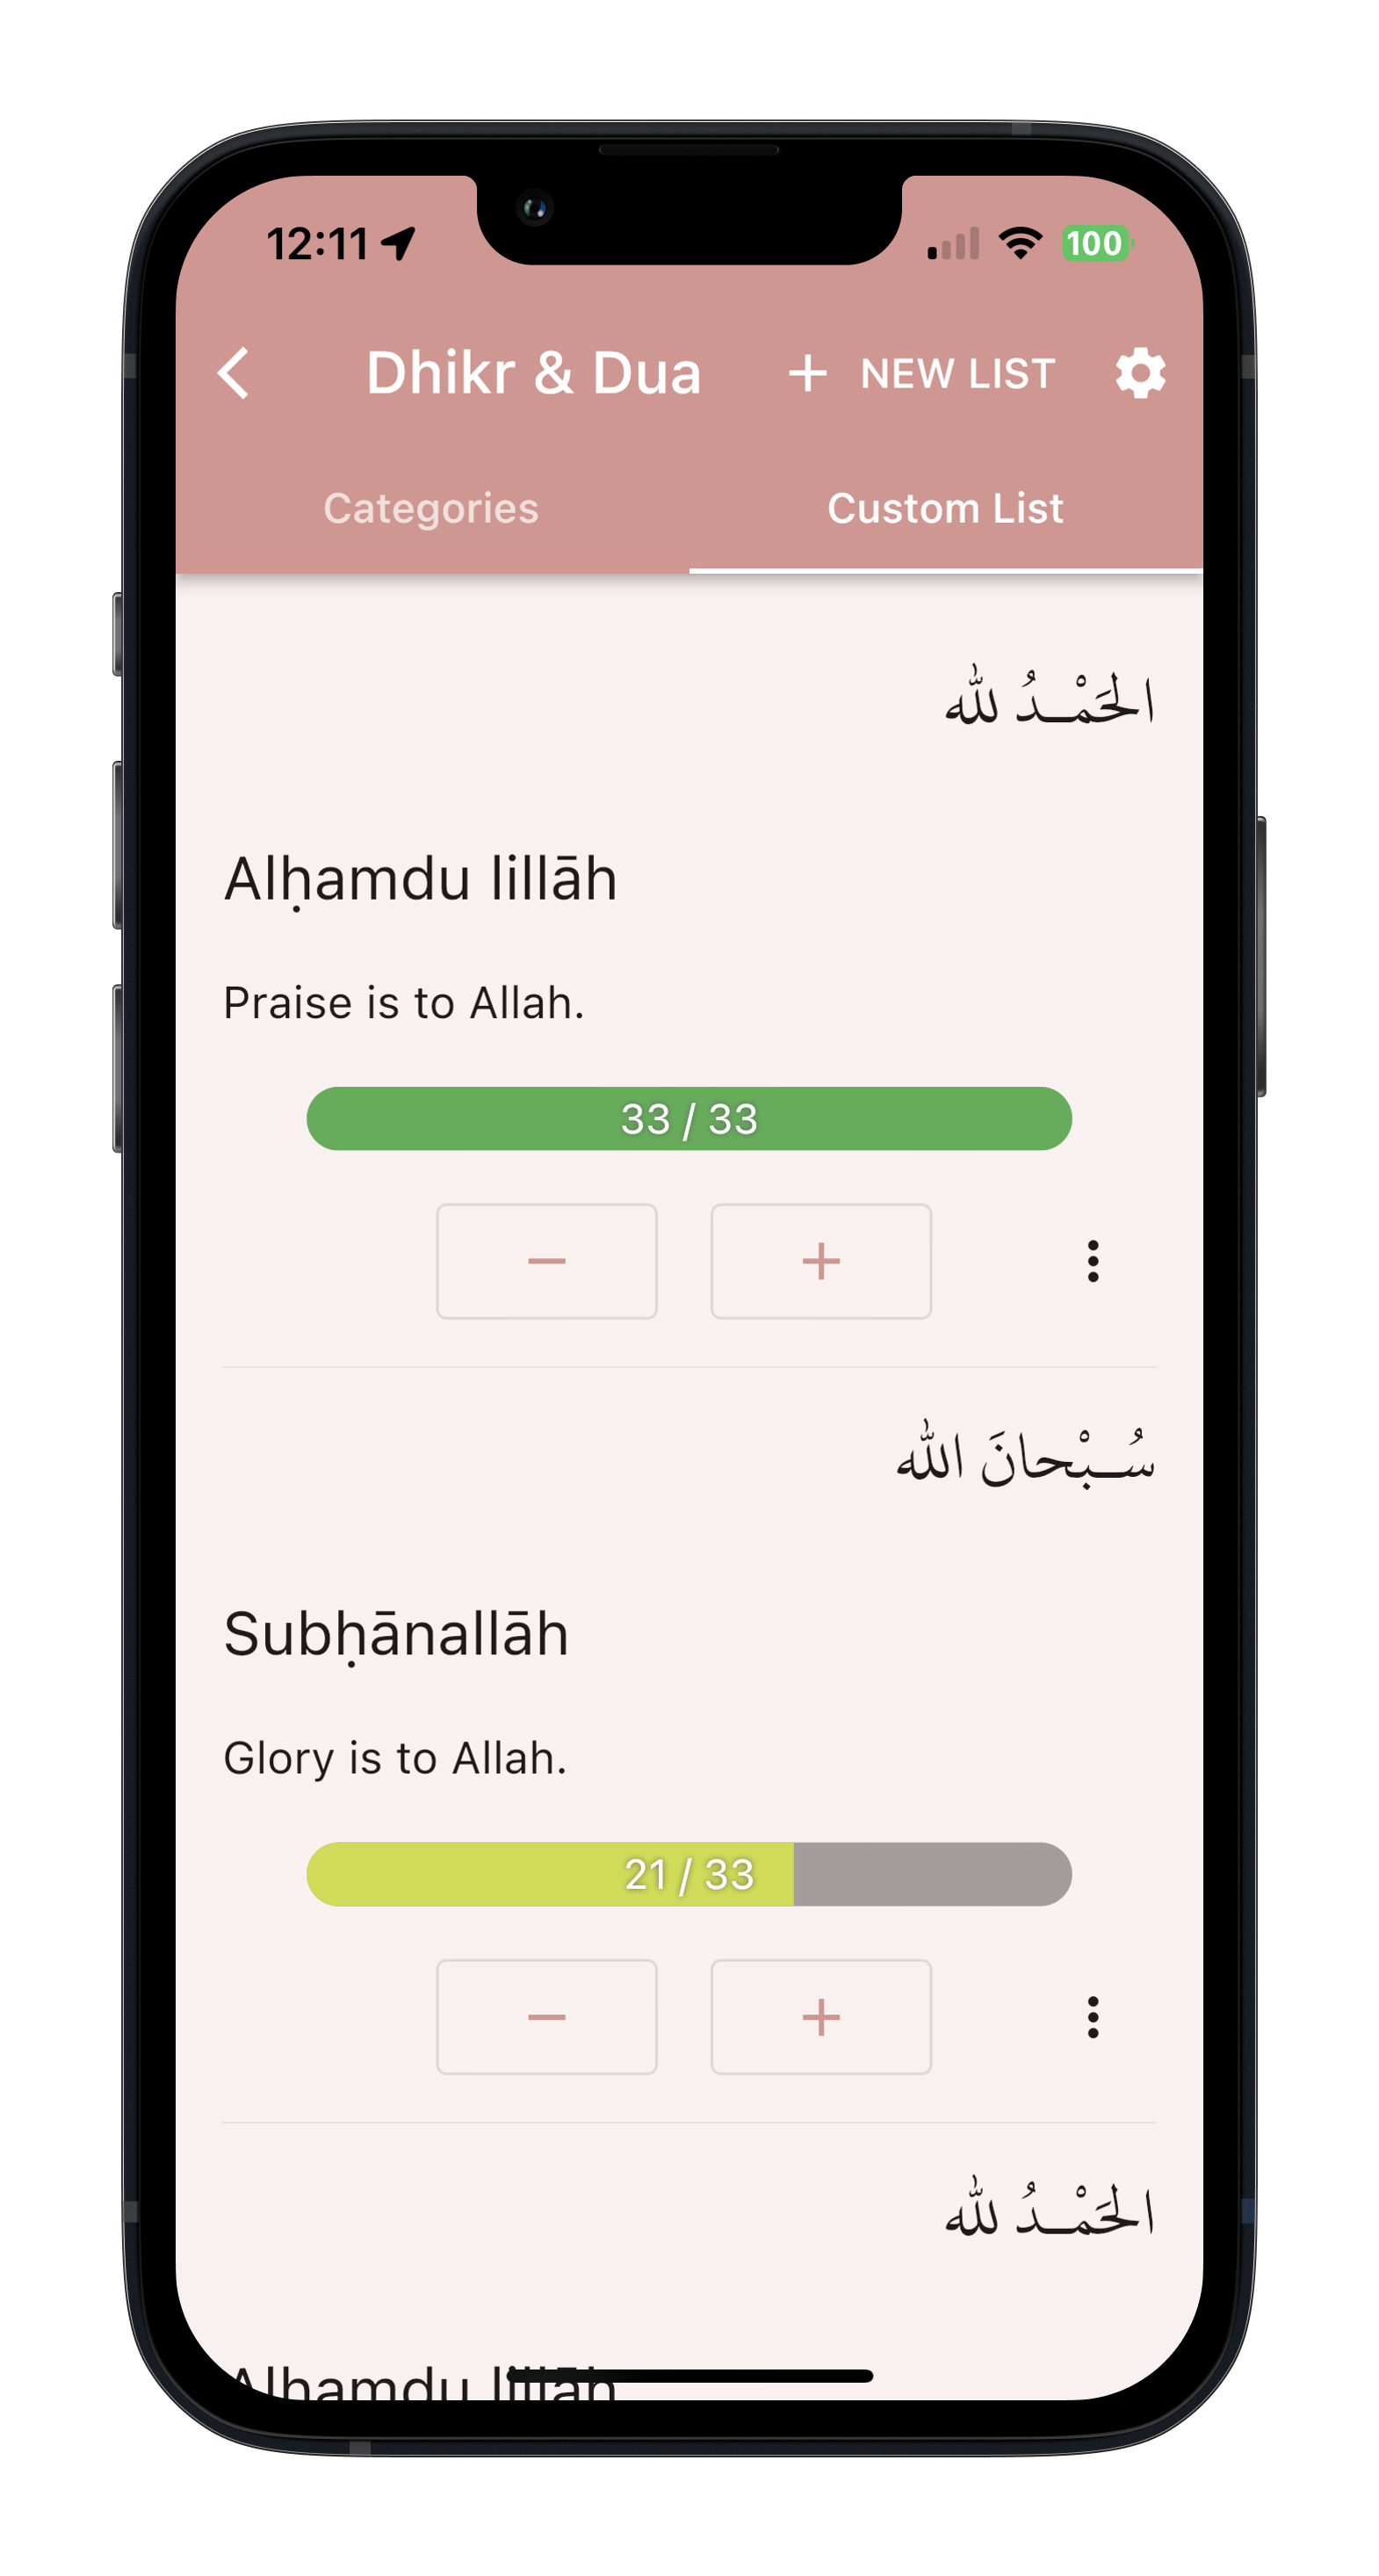 12:11
100
Dhikr & Dua
+ NEW LIST
Categories
Custom List
الحَمْـدُ لله
Alḥamdu lillāh
Praise is to Allah.
33 / 33
سُـبْحانَ الله
Subḥānallāh
Glory is to Allah.
21 / 33
الحَمْـدُ لله
Alḥamdu lillāh